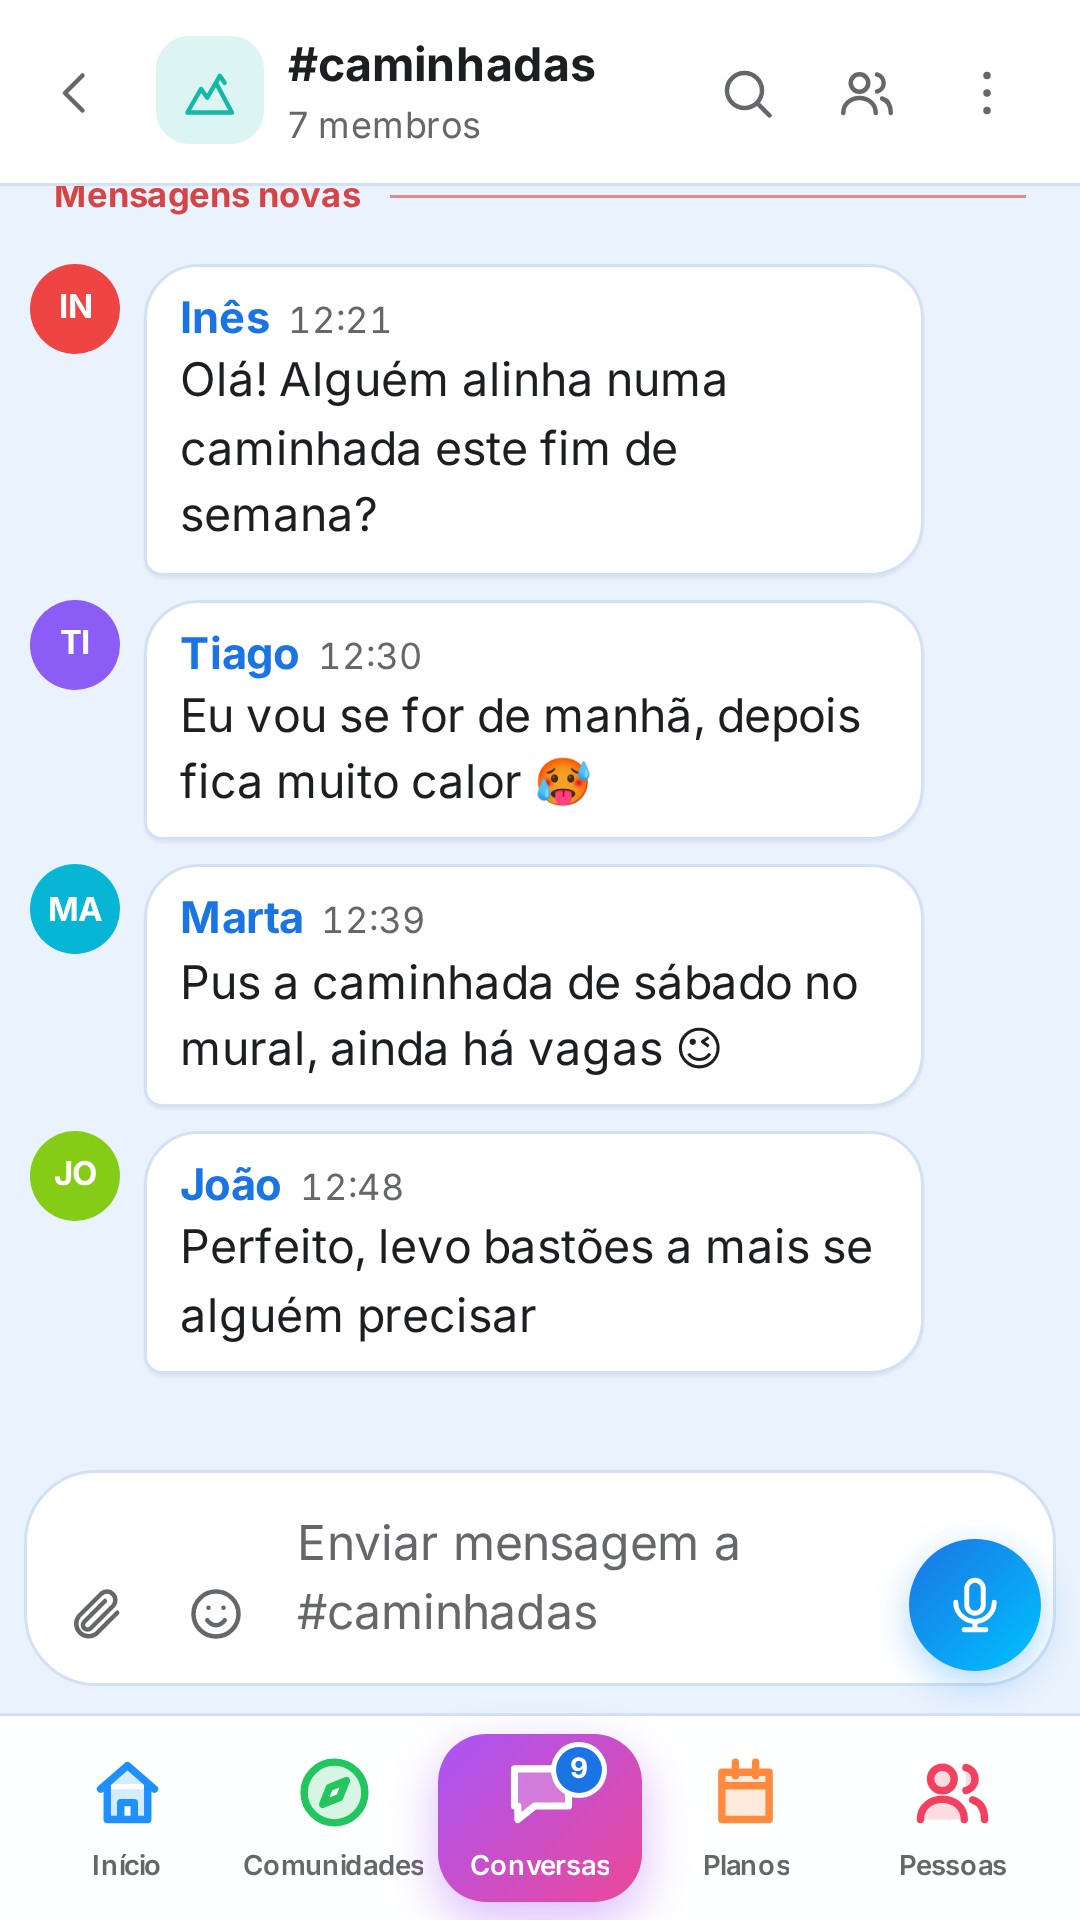 #caminhadas
7 membros
Mensagens novas
IN
Inês 12:21
Olá! Alguém alinha numa
caminhada este fim de
semana?
TI
Tiago 12:30
Eu vou se for de manhã, depois
fica muito calor 🥵
MA
Marta 12:39
Pus a caminhada de sábado no
mural, ainda há vagas 😉
JO
João 12:48
Perfeito, levo bastões a mais se
alguém precisar
Enviar mensagem a
#caminhadas
9
Início
Comunidades
Conversas
Planos
Pessoas